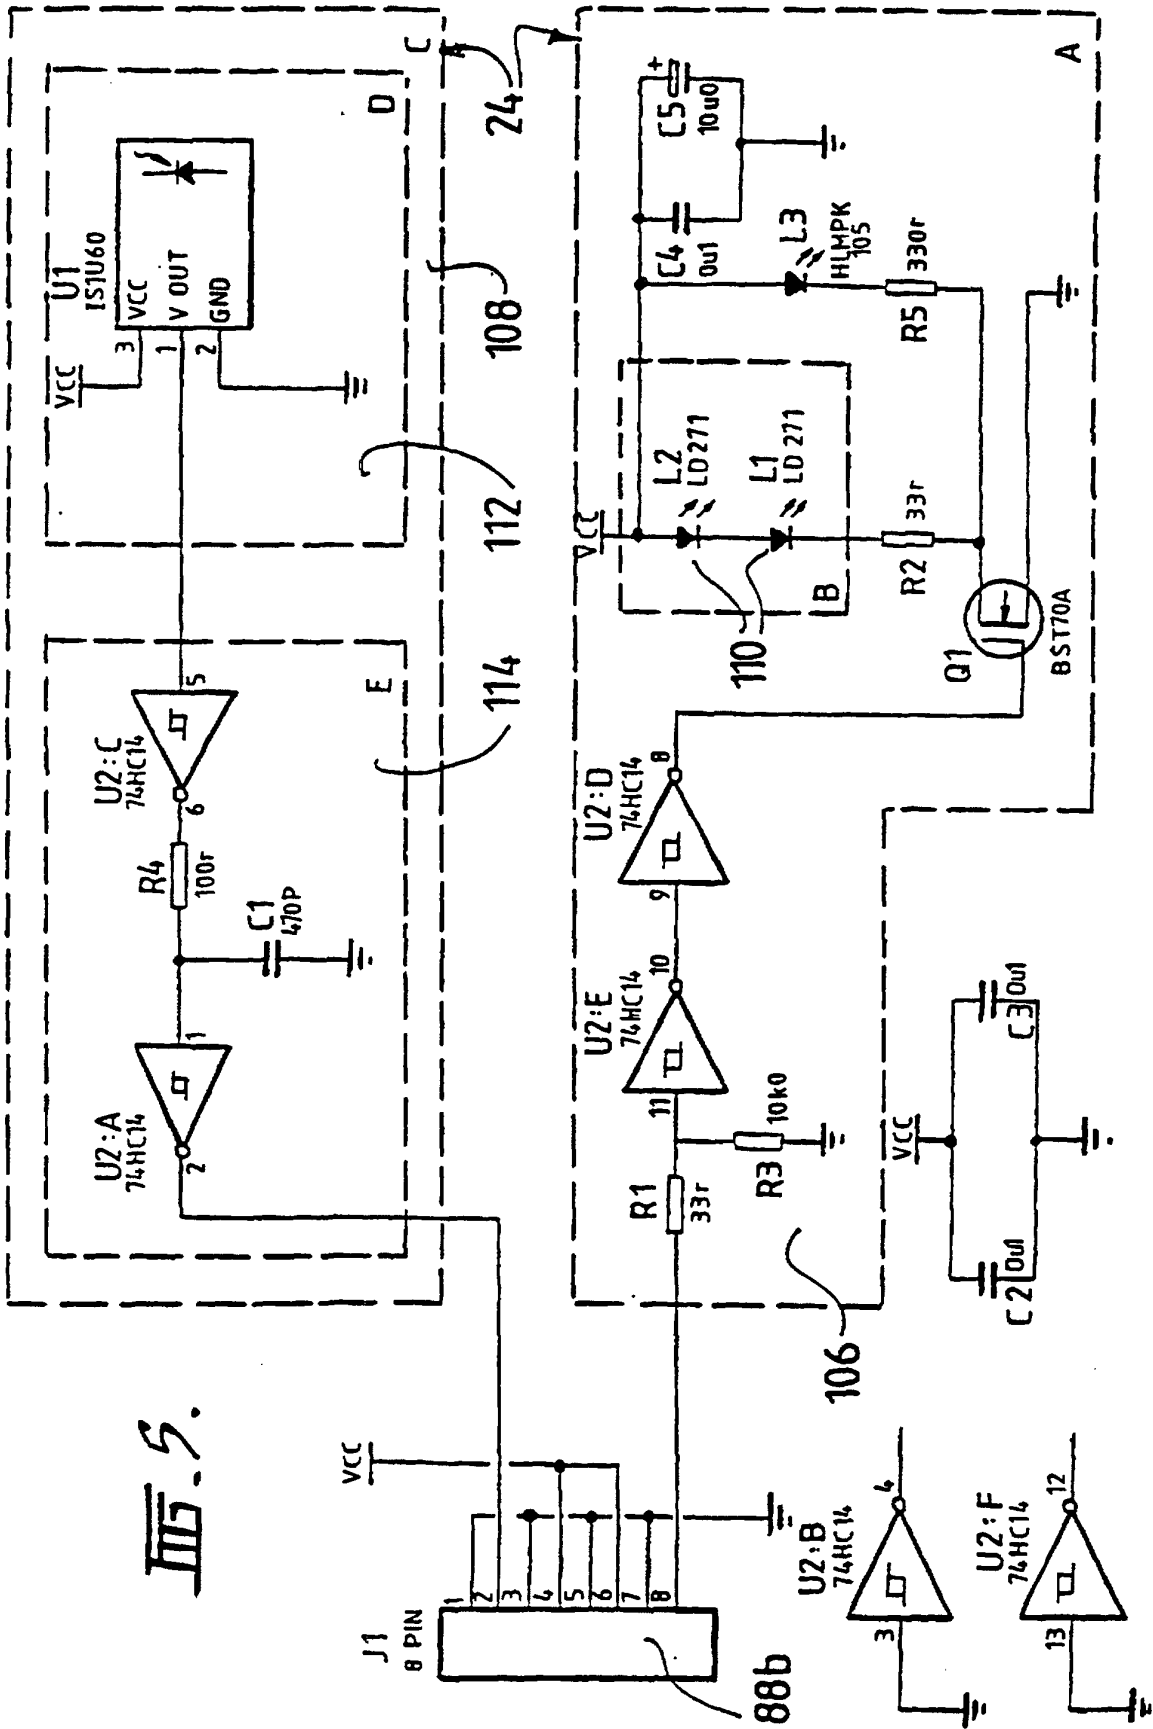 FIG. 5.
J1
8 PIN
1
2
3
4
5
6
7
8
88b
VCC
U2:A
74HC14
2
1
R4
100r
C1
470P
U2:C
74HC14
6
5
E
114
U1
IS1U60
VCC
V OUT
GND
3
1
2
VCC
D
112
C
108
24
R1
33r
R3
10k0
U2:E
74HC14
11
10
U2:D
74HC14
9
8
106
Q1
BST70A
VCC
L2
LD 271
L1
LD 271
110
B
R2
33r
L3
HLMPK
105
R5
330r
C4
0u1
C5
10u0
+
A
VCC
C2
0u1
C3
0u1
U2:B
74HC14
3
4
U2:F
74HC14
13
12